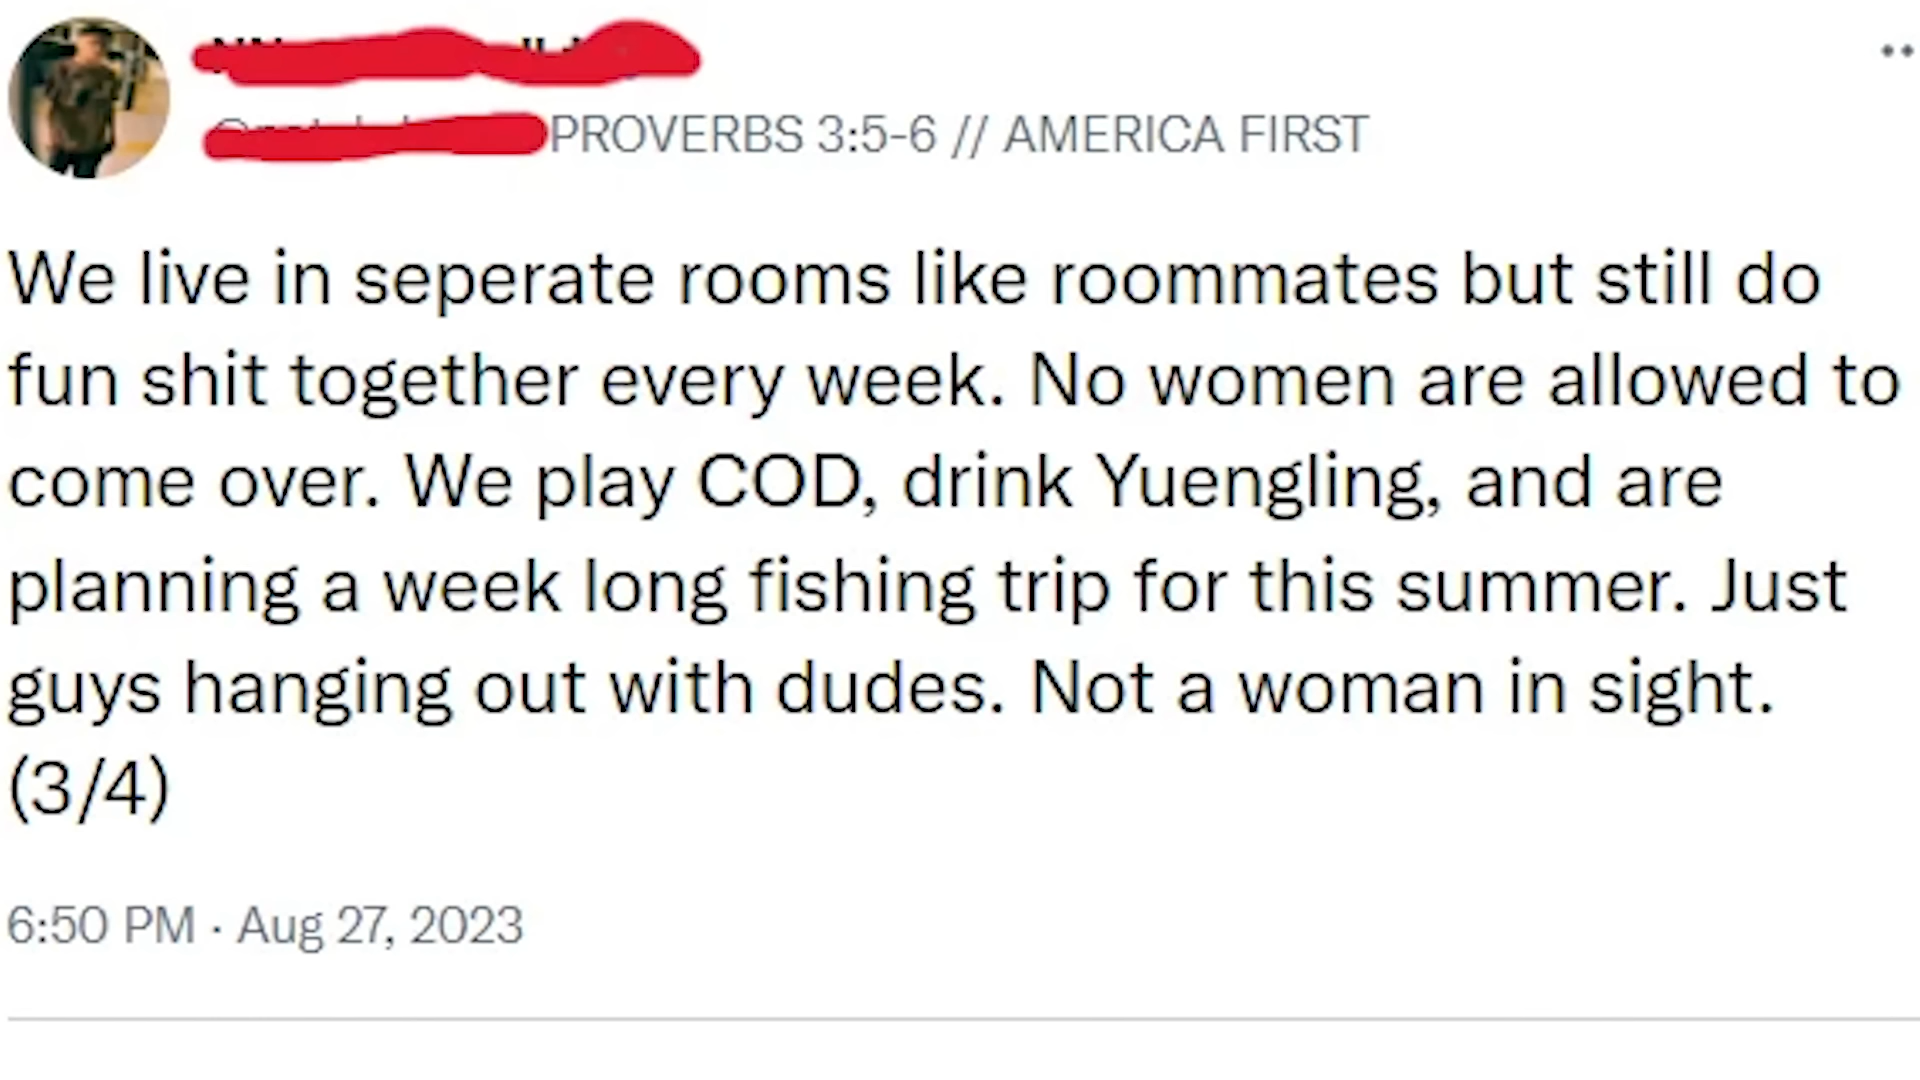 PROVERBS 3:5-6 // AMERICA FIRST
We live in seperate rooms like roommates but still do
fun shit together every week. No women are allowed to
come over. We play COD, drink Yuengling, and are
planning a week long fishing trip for this summer. Just
guys hanging out with dudes. Not a woman in sight.
(3/4)
6:50 PM · Aug 27, 2023